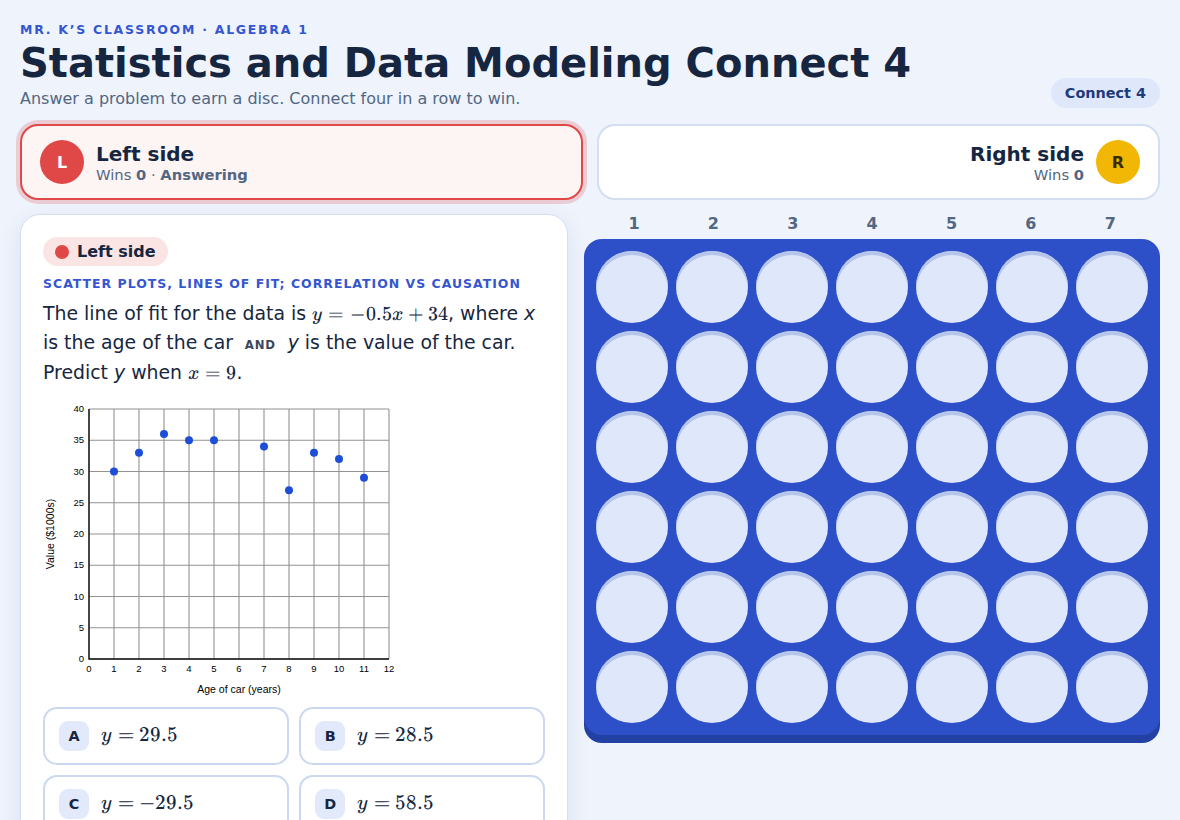 MR. K’S CLASSROOM · ALGEBRA 1
Statistics and Data Modeling Connect 4
Answer a problem to earn a disc. Connect four in a row to win.
Connect 4
L
Left side
Wins 0 · Answering
Right side
Wins 0
R
Left side
SCATTER PLOTS, LINES OF FIT; CORRELATION VS CAUSATION
The line of fit for the data is y = −0.5x + 34, where x
is the age of the car AND y is the value of the car.
Predict y when x = 9.
40
35
30
25
20
15
10
5
0
Value ($1000s)
0 1 2 3 4 5 6 7 8 9 10 11 12
Age of car (years)
A y = 29.5
B y = 28.5
C y = −29.5
D y = 58.5
1 2 3 4 5 6 7